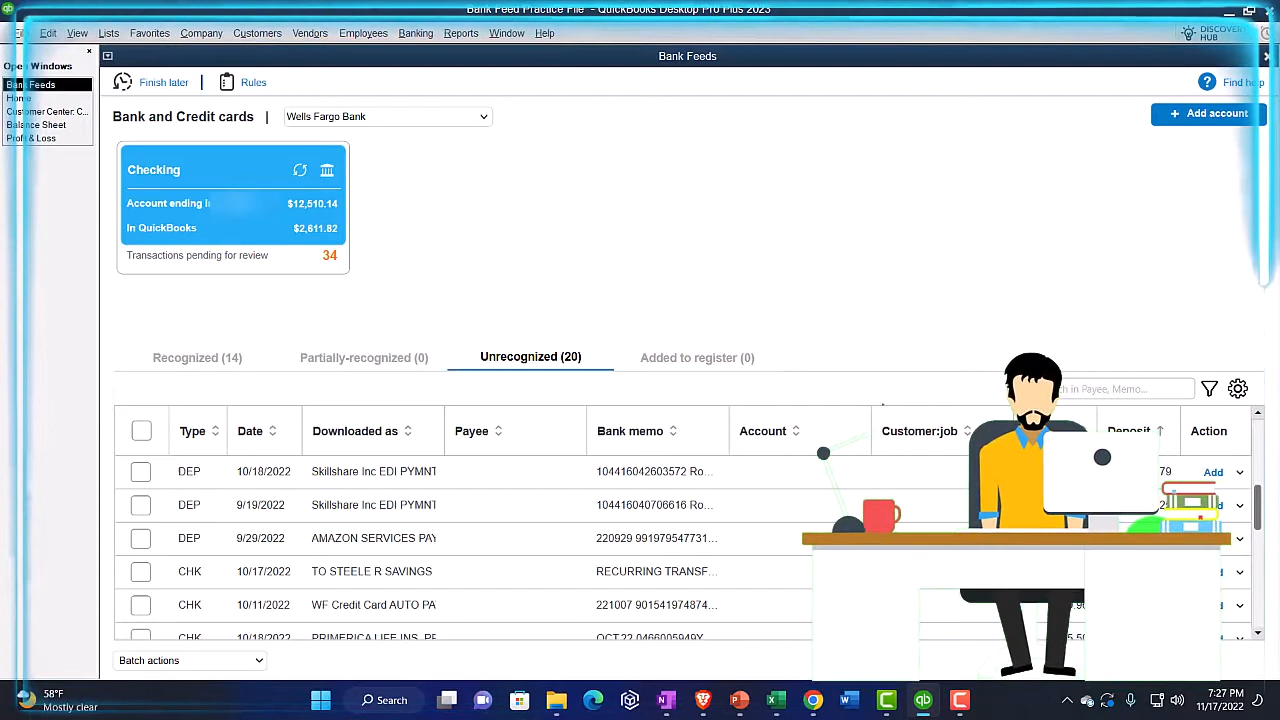 Bank Feed Practice File - QuickBooks Desktop Pro Plus 2023
Edit View Lists Favorites Company Customers Vendors Employees Banking Reports Window Help
DISCOVER HUB
Open Windows
Bank Feeds
Home
Customer Center: C...
Balance Sheet
Profit & Loss
Bank Feeds
Finish later | Rules
Find help
Bank and Credit cards | Wells Fargo Bank
+ Add account
Checking
Account ending $12,510.14
In QuickBooks $2,611.82
Transactions pending for review 34
Recognized (14) Partially-recognized (0) Unrecognized (20) Added to register (0)
in Payee, Memo...
Type Date Downloaded as Payee Bank memo Account Customer:job Deposit Action
DEP 10/18/2022 Skillshare Inc EDI PYMNT 104416042603572 Ro... 79 Add
DEP 9/19/2022 Skillshare Inc EDI PYMNT 104416040706616 Ro...
DEP 9/29/2022 AMAZON SERVICES PAY 220929 991979547731...
CHK 10/17/2022 TO STEELE R SAVINGS RECURRING TRANSF...
CHK 10/11/2022 WF Credit Card AUTO PA 221007 901541974874...
CHK 10/18/2022 PRIMERICA LIFE INS. PR OCT 22 0466005949Y
Batch actions
58°F
Mostly clear
Search
7:27 PM
11/17/2022